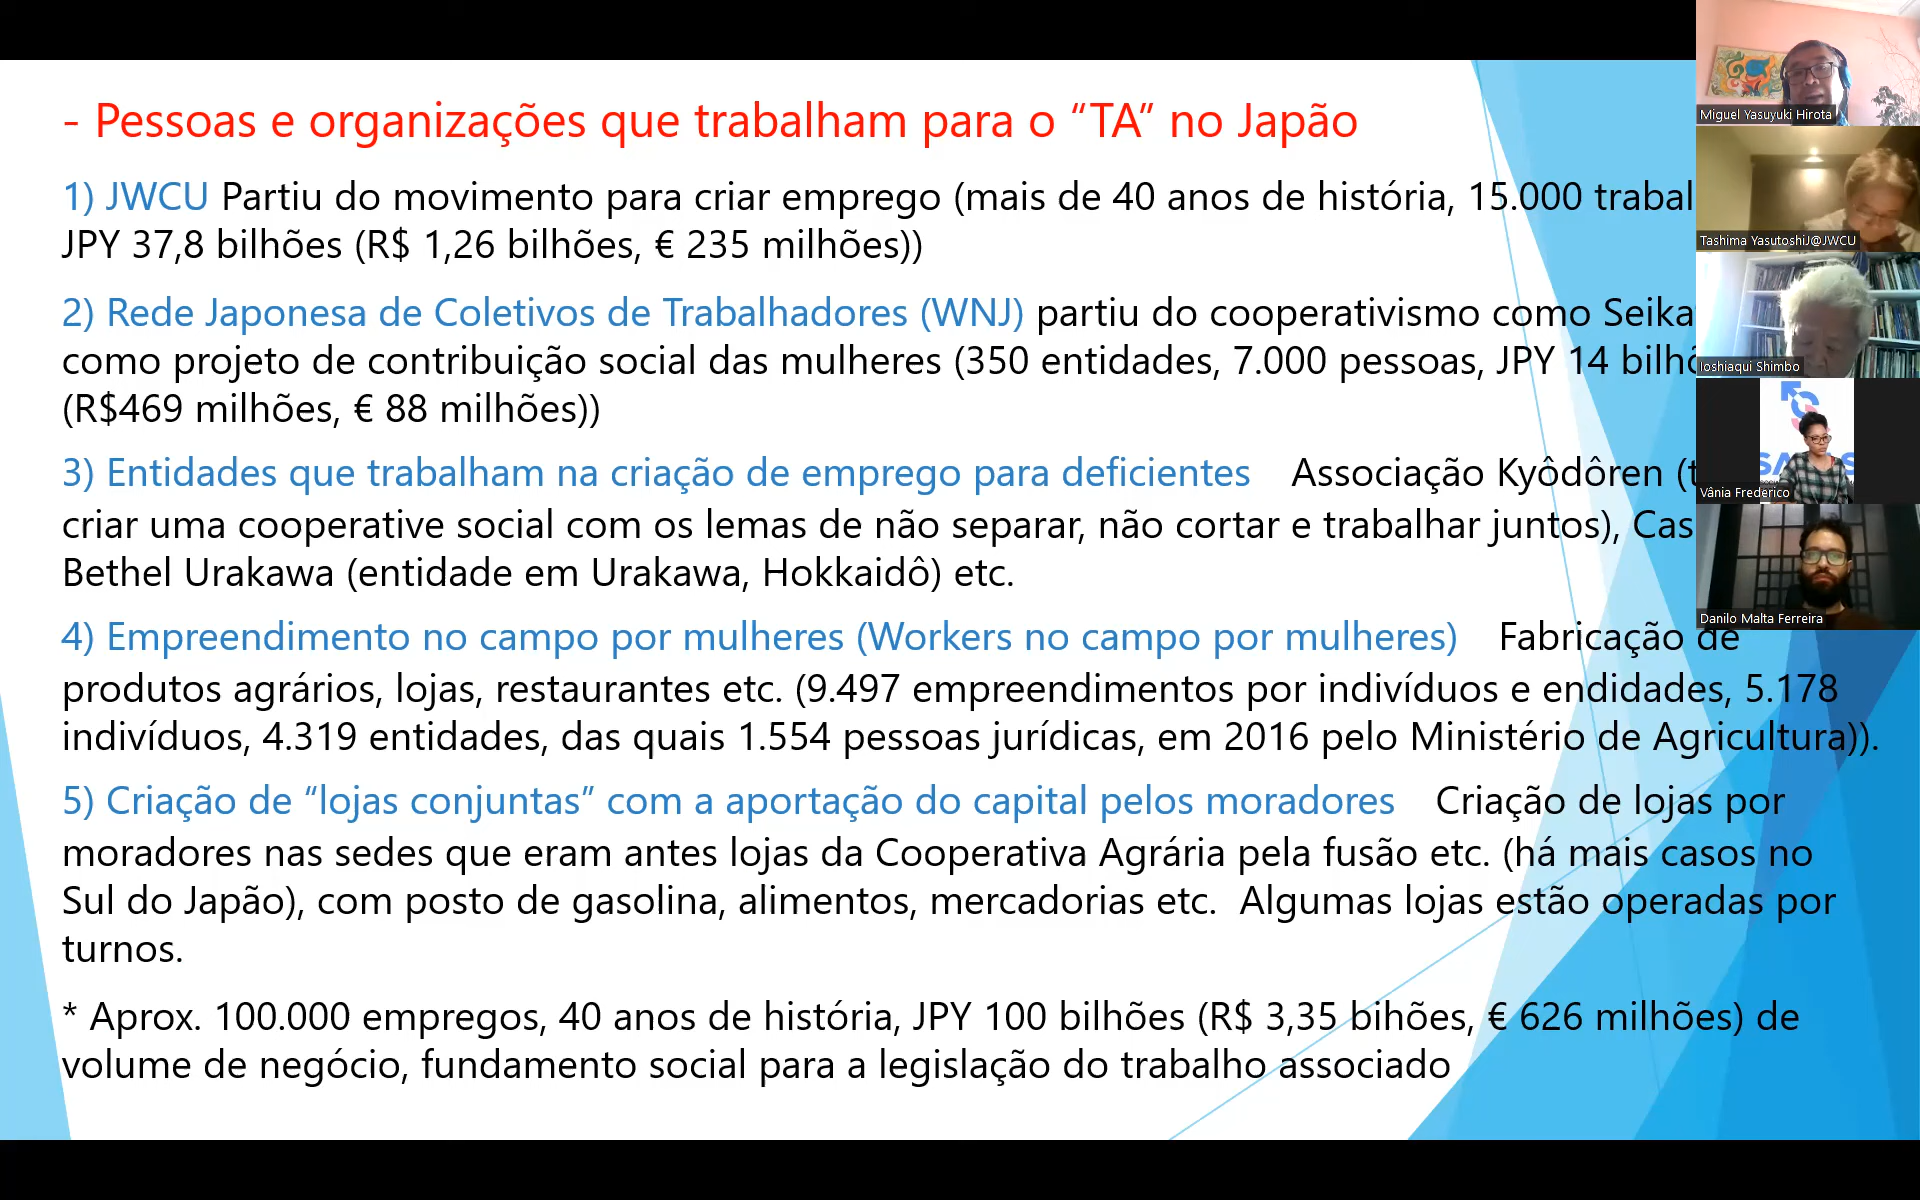 - Pessoas e organizações que trabalham para o “TA” no Japão
1) JWCU Partiu do movimento para criar emprego (mais de 40 anos de história, 15.000
JPY 37,8 bilhões (R$ 1,26 bilhões, € 235 milhões))
2) Rede Japonesa de Coletivos de Trabalhadores (WNJ) partiu do cooperativismo como
como projeto de contribuição social das mulheres (350 entidades, 7.000 pessoas, JPY 14
(R$469 milhões, € 88 milhões))
3) Entidades que trabalham na criação de emprego para deficientes Associação Kyôdôren
criar uma cooperative social com os lemas de não separar, não cortar e trabalhar juntos),
Bethel Urakawa (entidade em Urakawa, Hokkaidô) etc.
4) Empreendimento no campo por mulheres (Workers no campo por mulheres) Fabricação de
produtos agrários, lojas, restaurantes etc. (9.497 empreendimentos por indivíduos e endidades, 5.178
indivíduos, 4.319 entidades, das quais 1.554 pessoas jurídicas, em 2016 pelo Ministério de Agricultura)).
5) Criação de “lojas conjuntas” com a aportação do capital pelos moradores Criação de lojas por
moradores nas sedes que eram antes lojas da Cooperativa Agrária pela fusão etc. (há mais casos no
Sul do Japão), com posto de gasolina, alimentos, mercadorias etc. Algumas lojas estão operadas por
turnos.
* Aprox. 100.000 empregos, 40 anos de história, JPY 100 bilhões (R$ 3,35 bihões, € 626 milhões) de
volume de negócio, fundamento social para a legislação do trabalho associado
Miguel Yasuyuki Hirota
Tashima YasutoshiJ@JWCU
Ioshiaqui Shimbo
Vânia Frederico
Danilo Malta Ferreira